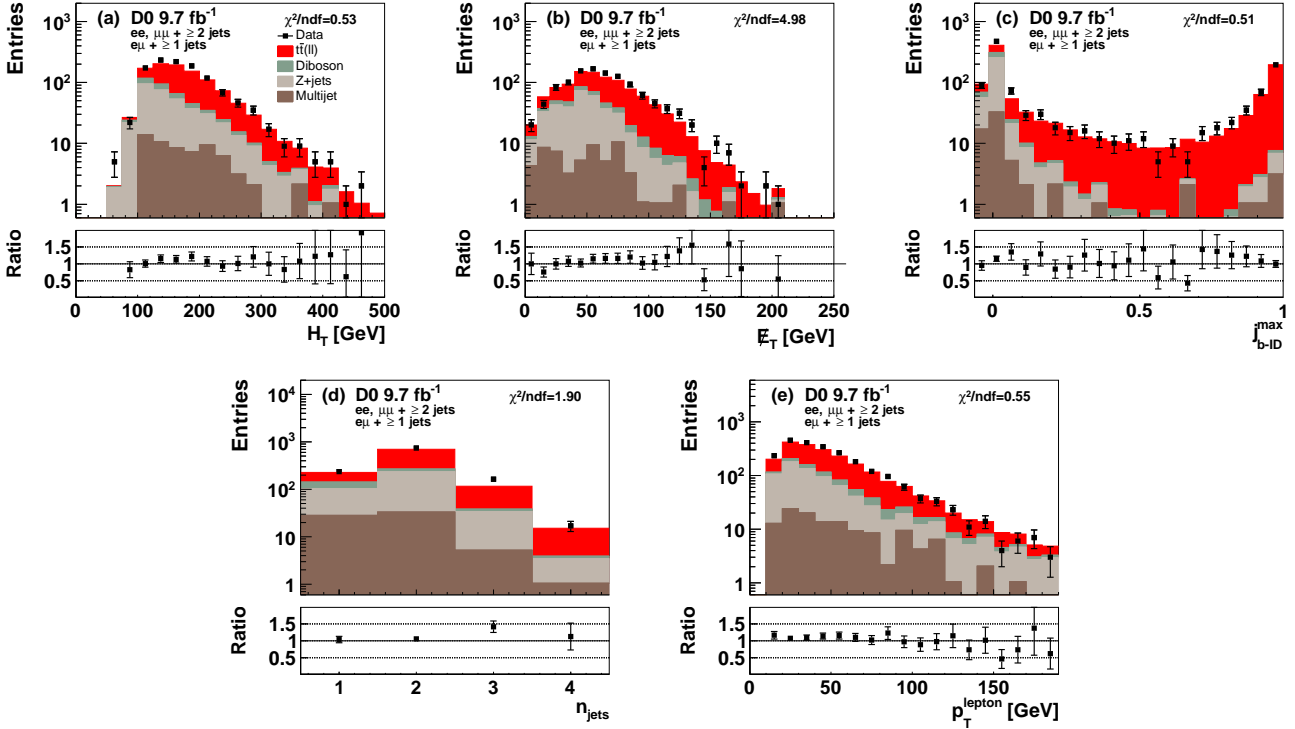 (a) D0 9.7 fb⁻¹ χ²/ndf=0.53
ee, μμ + ≥ 2 jets
eμ + ≥ 1 jets
Data
tt̄(ll)
Diboson
Z+jets
Multijet
Entries
10³
10²
10
1
Ratio
1.5
1
0.5
0 100 200 300 400 500
H_T [GeV]
(b) D0 9.7 fb⁻¹ χ²/ndf=4.98
ee, μμ + ≥ 2 jets
eμ + ≥ 1 jets
Entries
10³
10²
10
1
Ratio
1.5
1
0.5
0 50 100 150 200 250
E̸_T [GeV]
(c) D0 9.7 fb⁻¹ χ²/ndf=0.51
ee, μμ + ≥ 2 jets
eμ + ≥ 1 jets
Entries
10³
10²
10
1
Ratio
1.5
1
0.5
0 0.5 1
j_b-ID^max
(d) D0 9.7 fb⁻¹ χ²/ndf=1.90
ee, μμ + ≥ 2 jets
eμ + ≥ 1 jets
Entries
10⁴
10³
10²
10
1
Ratio
1.5
1
0.5
1 2 3 4
n_jets
(e) D0 9.7 fb⁻¹ χ²/ndf=0.55
ee, μμ + ≥ 2 jets
eμ + ≥ 1 jets
Entries
10³
10²
10
1
Ratio
1.5
1
0.5
0 50 100 150
p_T^lepton [GeV]